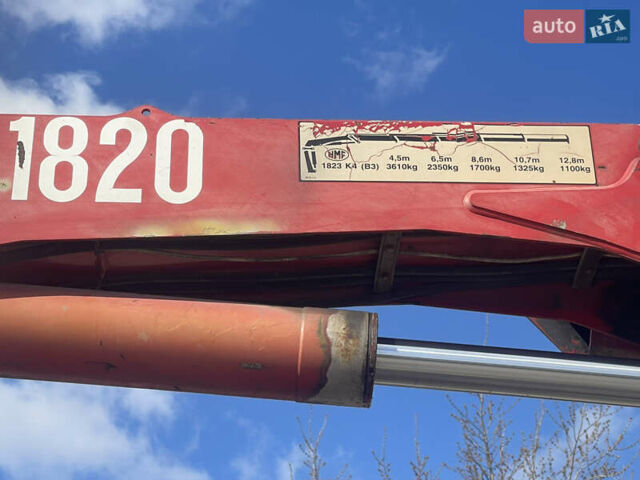 auto RIA.com
1820
HMF
4,5m 6,5m 8,6m 10,7m 12,8m
1823 K4 (B3) 3610kg 2350kg 1700kg 1325kg 1100kg